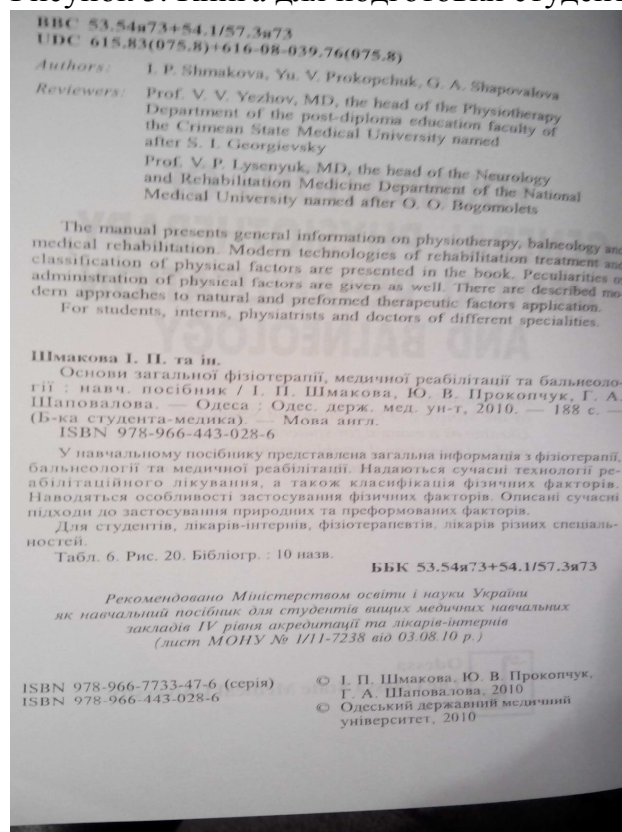 Рисунок 3. Книга для подготовки студент
BBC 53.54я73+54.1/57.3я73
UDC 615.83(075.8)+616-08-039.76(075.8)
Authors: I. P. Shmakova, Yu. V. Prokopchuk, G. A. Shapovalova
Reviewers: Prof. V. V. Yezhov, MD, the head of the Physiotherapy
Department of the post-diploma education faculty of
the Crimean State Medical University named
after S. I. Georgievsky
Prof. V. P. Lysenyuk, MD, the head of the Neurology
and Rehabilitation Medicine Department of the National
Medical University named after O. O. Bogomolets
The manual presents general information on physiotherapy, balneology and
medical rehabilitation. Modern technologies of rehabilitation treatment and
classification of physical factors are presented in the book. Peculiarities o
administration of physical factors are given as well. There are described mo-
dern approaches to natural and preformed therapeutic factors application.
For students, interns, physiatrists and doctors of different specialities.
Шмакова І. П. та ін.
Основи загальної фізіотерапії, медичної реабілітації та бальнеоло-
гії : навч. посібник / І. П. Шмакова, Ю. В. Прокопчук, Г. А.
Шаповалова. — Одеса : Одес. держ. мед. ун-т, 2010. — 188 с. —
(Б-ка студента-медика). — Мова англ.
ISBN 978-966-443-028-6
У навчальному посібнику представлена загальна інформація з фізіотерапії,
бальнеології та медичної реабілітації. Надаються сучасні технології ре-
абілітаційного лікування, а також класифікація фізичних факторів.
Наводяться особливості застосування фізичних факторів. Описані сучасні
підходи до застосування природних та преформованих факторів.
Для студентів, лікарів-інтернів, фізіотерапевтів, лікарів різних спеціаль-
ностей.
Табл. 6. Рис. 20. Бібліогр. : 10 назв.
ББК 53.54я73+54.1/57.3я73
Рекомендовано Міністерством освіти і науки України
як навчальний посібник для студентів вищих медичних навчальних
закладів IV рівня акредитації та лікарів-інтернів
(лист МОНУ № 1/11-7238 від 03.08.10 р.)
ISBN 978-966-7733-47-6 (серія)
ISBN 978-966-443-028-6
© І. П. Шмакова, Ю. В. Прокопчук,
Г. А. Шаповалова, 2010
© Одеський державний медичний
університет, 2010